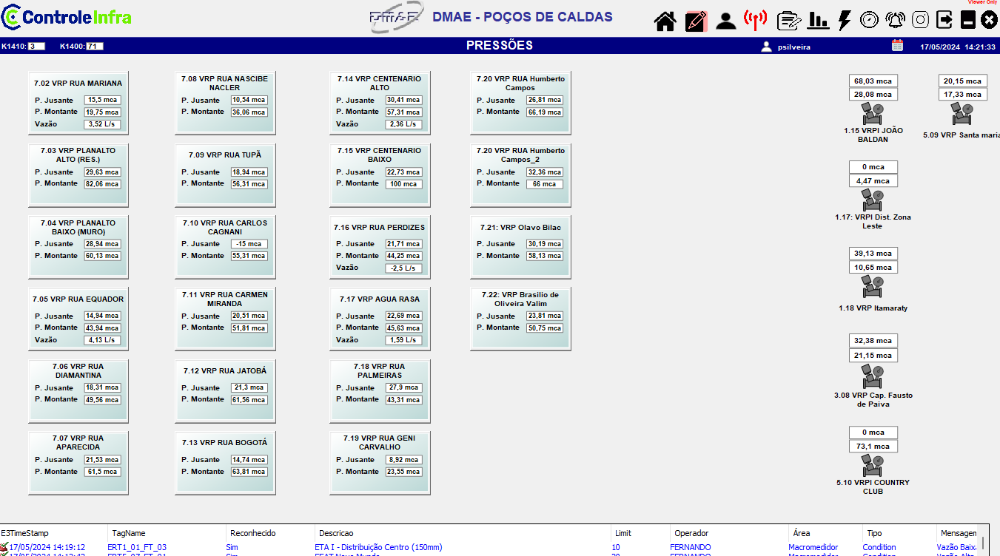 Viewer Only
ControleInfra
DMAE
DMAE - POÇOS DE CALDAS
K1410: 3 K1400: 71
PRESSÕES
psilveira
17/05/2024 14:21:33
7.02 VRP RUA MARIANA
P. Jusante 15,5 mca
P. Montante 19,75 mca
Vazão 3,52 L/s
7.03 VRP PLANALTO
ALTO (RES.)
P. Jusante 29,63 mca
P. Montante 82,06 mca
7.04 VRP PLANALTO
BAIXO (MURO)
P. Jusante 28,94 mca
P. Montante 60,13 mca
7.05 VRP RUA EQUADOR
P. Jusante 14,94 mca
P. Montante 43,94 mca
Vazão 4,13 L/s
7.06 VRP RUA
DIAMANTINA
P. Jusante 18,31 mca
P. Montante 49,56 mca
7.07 VRP RUA
APARECIDA
P. Jusante 21,53 mca
P. Montante 61,5 mca
7.08 VRP RUA NASCIBE
NACLER
P. Jusante 10,54 mca
P. Montante 36,06 mca
7.09 VRP RUA TUPÃ
P. Jusante 18,94 mca
P. Montante 56,31 mca
7.10 VRP RUA CARLOS
CAGNANI
P. Jusante -15 mca
P. Montante 55,31 mca
7.11 VRP RUA CARMEN
MIRANDA
P. Jusante 20,51 mca
P. Montante 51,81 mca
7.12 VRP RUA JATOBÁ
P. Jusante 21,3 mca
P. Montante 61,56 mca
7.13 VRP RUA BOGOTÁ
P. Jusante 14,74 mca
P. Montante 63,81 mca
7.14 VRP CENTENARIO
ALTO
P. Jusante 30,41 mca
P. Montante 57,31 mca
Vazão 2,36 L/s
7.15 VRP CENTENARIO
BAIXO
P. Jusante 22,73 mca
P. Montante 100 mca
7.16 VRP RUA PERDIZES
P. Jusante 21,71 mca
P. Montante 44,25 mca
Vazão -2,5 L/s
7.17 VRP AGUA RASA
P. Jusante 22,69 mca
P. Montante 45,63 mca
Vazão 1,59 L/s
7.18 VRP RUA
PALMEIRAS
P. Jusante 27,9 mca
P. Montante 43,31 mca
7.19 VRP RUA GENI
CARVALHO
P. Jusante 8,92 mca
P. Montante 23,55 mca
7.20 VRP RUA Humberto
Campos
P. Jusante 26,81 mca
P. Montante 66,19 mca
7.20 VRP RUA Humberto
Campos_2
P. Jusante 32,36 mca
P. Montante 66 mca
7.21: VRP Olavo Bilac
P. Jusante 30,19 mca
P. Montante 58,13 mca
7.22: VRP Brasilio de
Oliveira Valim
P. Jusante 23,81 mca
P. Montante 50,75 mca
68,03 mca
28,08 mca
1.15 VRPI JOÃO
BALDAN
20,15 mca
17,33 mca
5.09 VRP Santa maria
0 mca
4,47 mca
1.17: VRPI Dist. Zona
Leste
39,13 mca
10,65 mca
1.18 VRP Itamaraty
32,38 mca
21,15 mca
3.08 VRP Cap. Fausto
de Paiva
0 mca
73,1 mca
5.10 VRPI COUNTRY
CLUB
E3TimeStamp TagName Reconhecido Descricao Limit Operador Área Tipo Mensagen
17/05/2024 14:19:12 ERT1_01_FT_03 Sim ETA I - Distribuição Centro (150mm) 10 FERNANDO Macromedidor Condition Vazão Baix